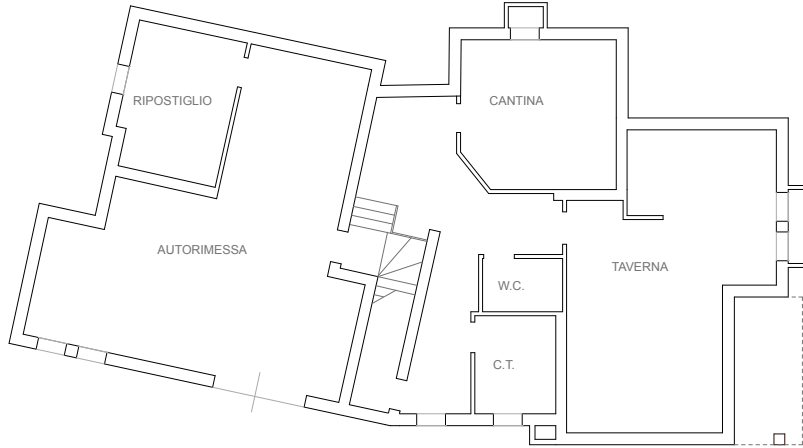 RIPOSTIGLIO
CANTINA
AUTORIMESSA
TAVERNA
W.C.
C.T.